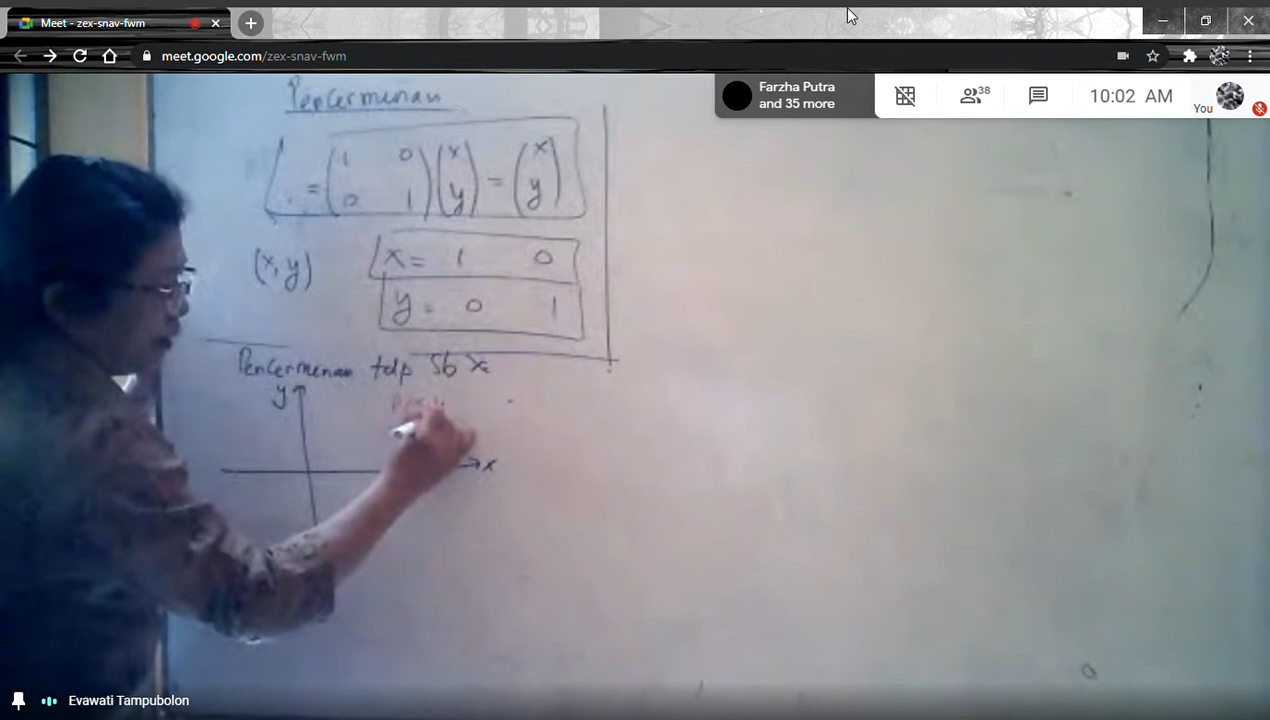 Meet - zex-snav-fwm
meet.google.com/zex-snav-fwm
Farzha Putra
and 35 more
38
10:02 AM
You
Pencerminan
= (1 0 0 1) (x y) = (x y)
(x, y)
x = 1 0
y = 0 1
Pencerminan tdp Sb x
y
x
Evawati Tampubolon